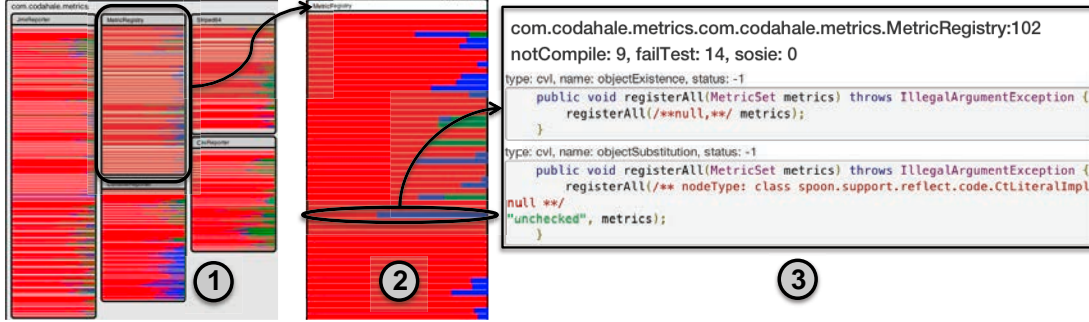 com.codahale.metrics
JmxReporter
MetricRegistry
Striped64
CsvReporter
ConsoleReporter
1
MetricRegistry
2
com.codahale.metrics.com.codahale.metrics.MetricRegistry:102
notCompile: 9, failTest: 14, sosie: 0
type: cvl, name: objectExistence, status: -1
public void registerAll(MetricSet metrics) throws IllegalArgumentException {
registerAll(/**null,**/ metrics);
}
type: cvl, name: objectSubstitution, status: -1
public void registerAll(MetricSet metrics) throws IllegalArgumentException {
registerAll(/** nodeType: class spoon.support.reflect.code.CtLiteralImpl
null **/
"unchecked", metrics);
}
3